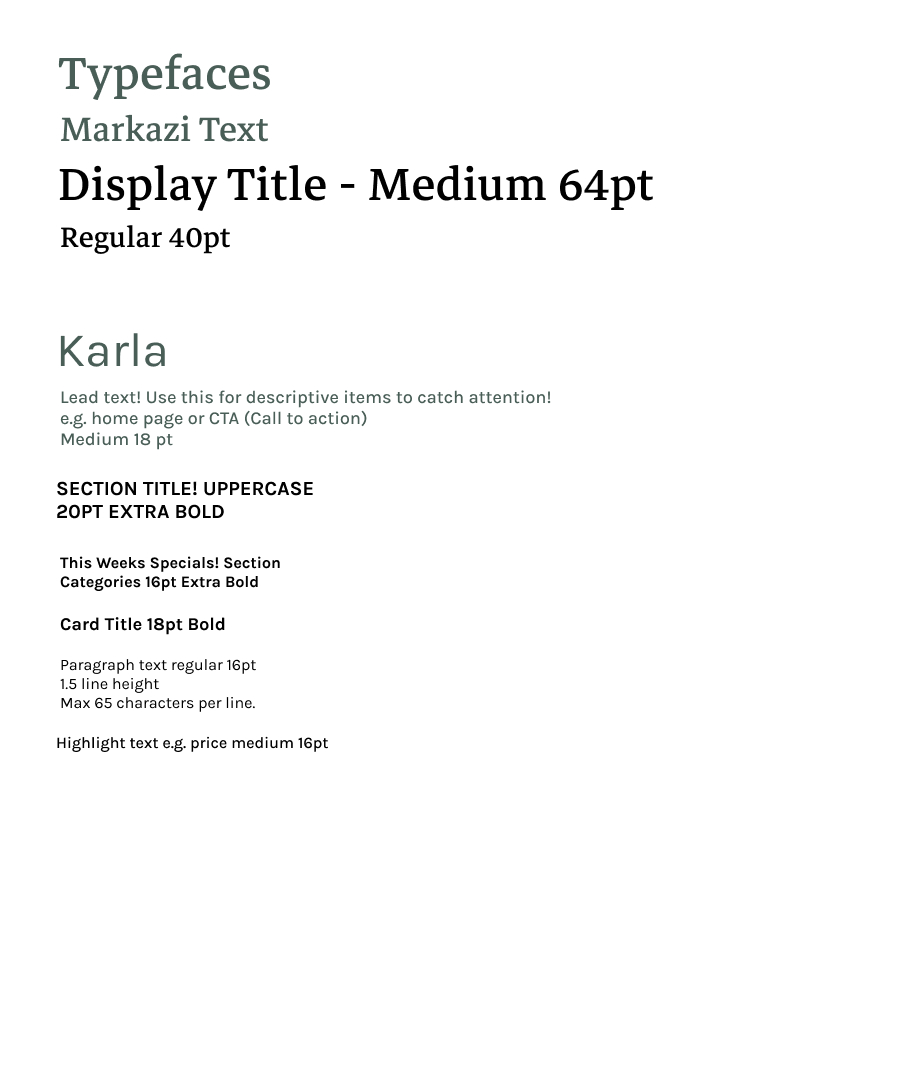 Typefaces
Markazi Text
Display Title - Medium 64pt
Regular 40pt
Karla
Lead text! Use this for descriptive items to catch attention!
e.g. home page or CTA (Call to action)
Medium 18 pt
SECTION TITLE! UPPERCASE
20PT EXTRA BOLD
This Weeks Specials! Section
Categories 16pt Extra Bold
Card Title 18pt Bold
Paragraph text regular 16pt
1.5 line height
Max 65 characters per line.
Highlight text e.g. price medium 16pt